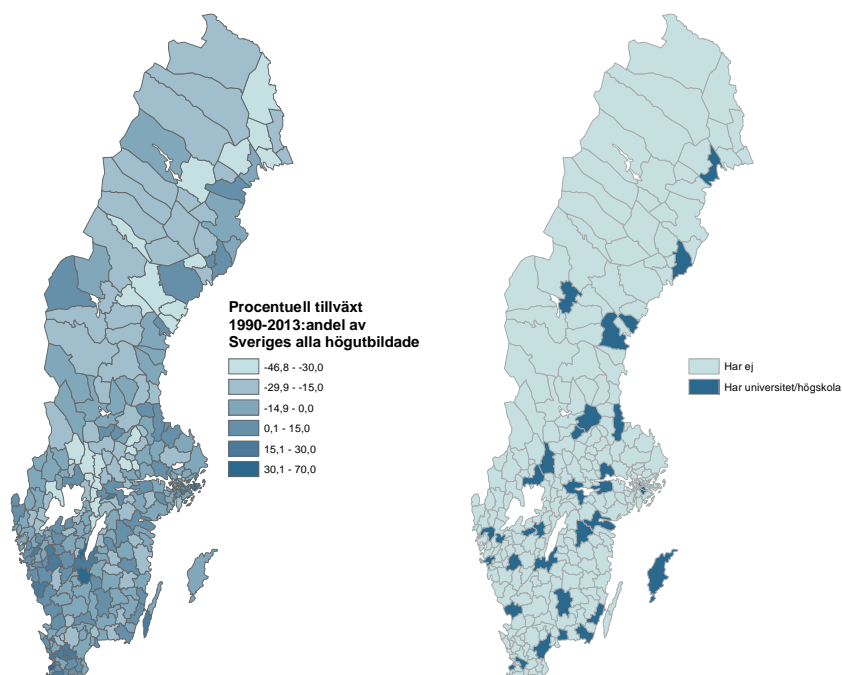 Procentuell tillväxt
1990-2013:andel av
Sveriges alla högutbildade
-46,8 - -30,0
-29,9 - -15,0
-14,9 - 0,0
0,1 - 15,0
15,1 - 30,0
30,1 - 70,0
Har ej
Har universitet/högskola